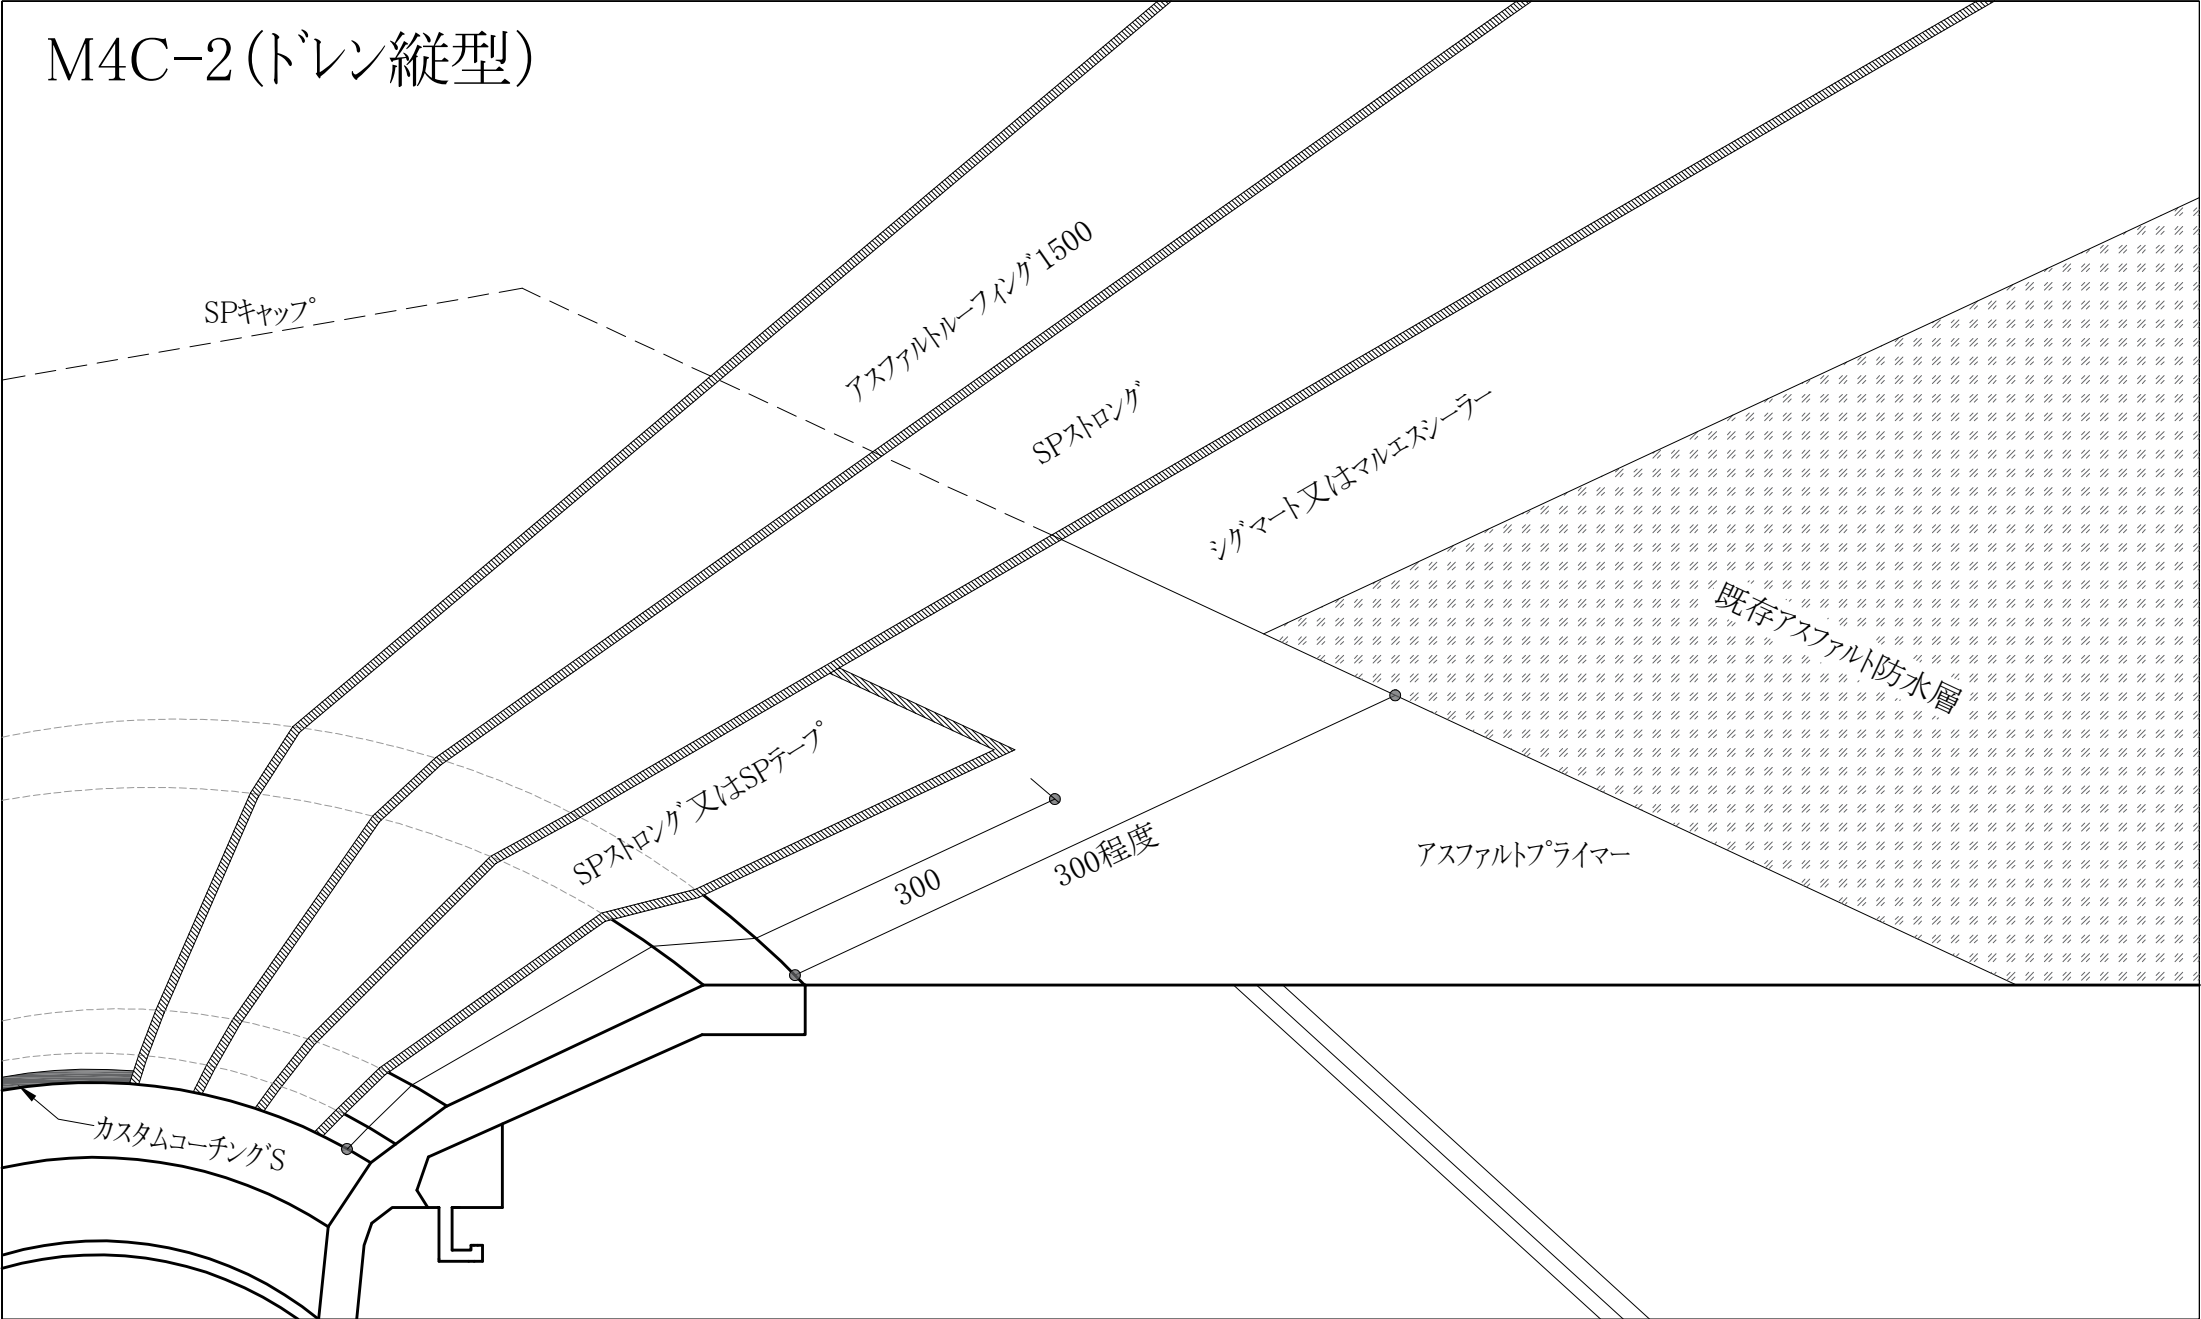 M4C-2(ドレン縦型)
SPキャップ
アスファルトルーフィング1500
SPストロング
シグマート又はマルエスシーラー
既存アスファルト防水層
SPストロング又はSPテープ
300
300程度
アスファルトプライマー
カスタムコーチングS